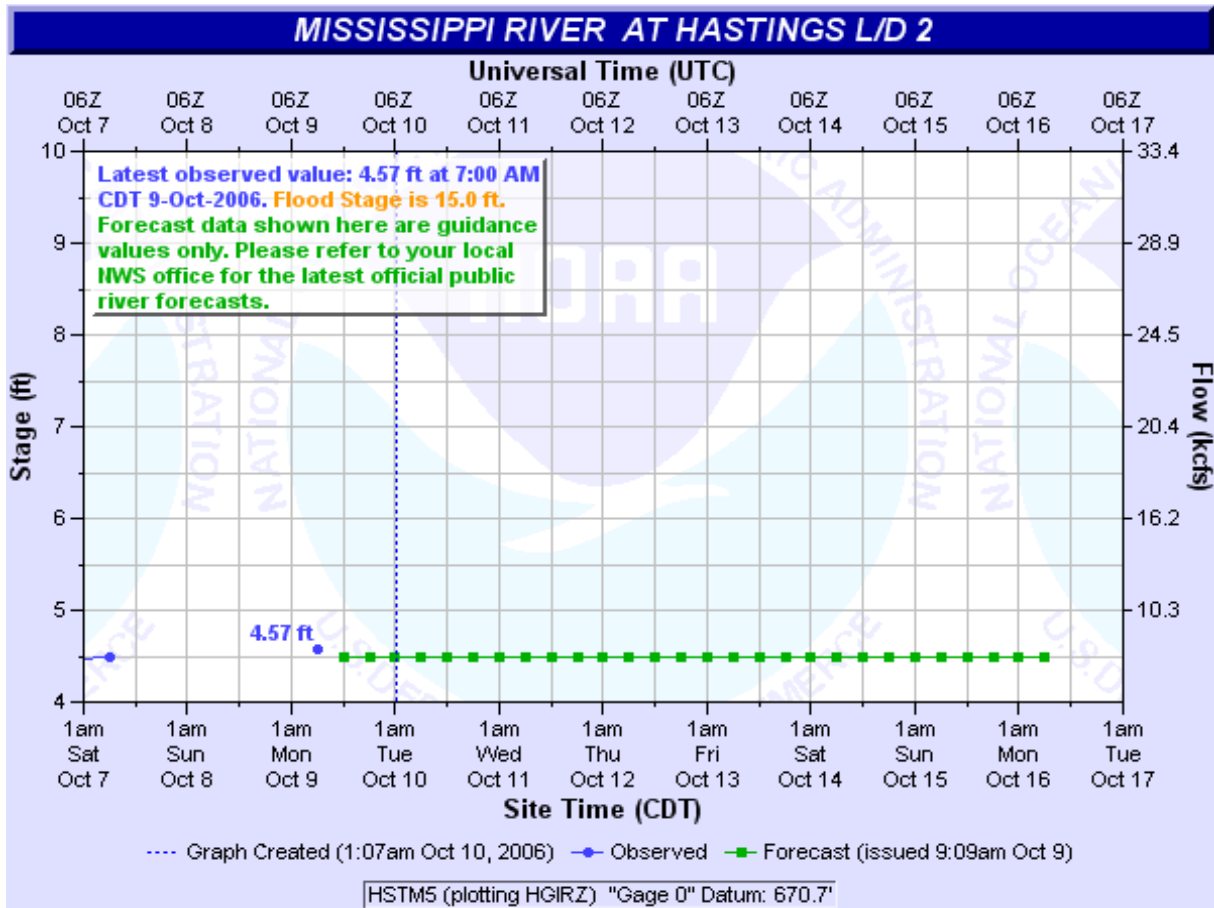 MISSISSIPPI RIVER AT HASTINGS L/D 2
Universal Time (UTC)
06Z 06Z 06Z 06Z 06Z 06Z 06Z 06Z 06Z 06Z 06Z
Oct 7 Oct 8 Oct 9 Oct 10 Oct 11 Oct 12 Oct 13 Oct 14 Oct 15 Oct 16 Oct 17
Latest observed value: 4.57 ft at 7:00 AM
CDT 9-Oct-2006. Flood Stage is 15.0 ft.
Forecast data shown here are guidance
values only. Please refer to your local
NWS office for the latest official public
river forecasts.
Stage (ft)
10
9
8
7
6
5
4
Flow (kcfs)
33.4
28.9
24.5
20.4
16.2
10.3
NOAA
4.57 ft
1am 1am 1am 1am 1am 1am 1am 1am 1am 1am 1am
Sat Sun Mon Tue Wed Thu Fri Sat Sun Mon Tue
Oct 7 Oct 8 Oct 9 Oct 10 Oct 11 Oct 12 Oct 13 Oct 14 Oct 15 Oct 16 Oct 17
Site Time (CDT)
Graph Created (1:07am Oct 10, 2006) Observed Forecast (issued 9:09am Oct 9)
HSTM5 (plotting HGIRZ) "Gage 0" Datum: 670.7'